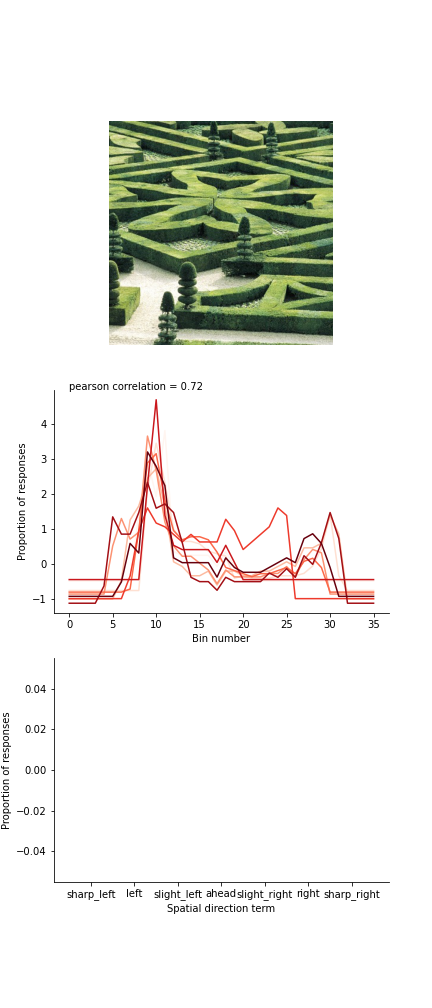 pearson correlation = 0.72
4
3
2
1
0
−1
Proportion of responses
0 5 10 15 20 25 30 35
Bin number
0.04
0.02
0.00
−0.02
−0.04
Proportion of responses
sharp_left left slight_left ahead slight_right right sharp_right
Spatial direction term